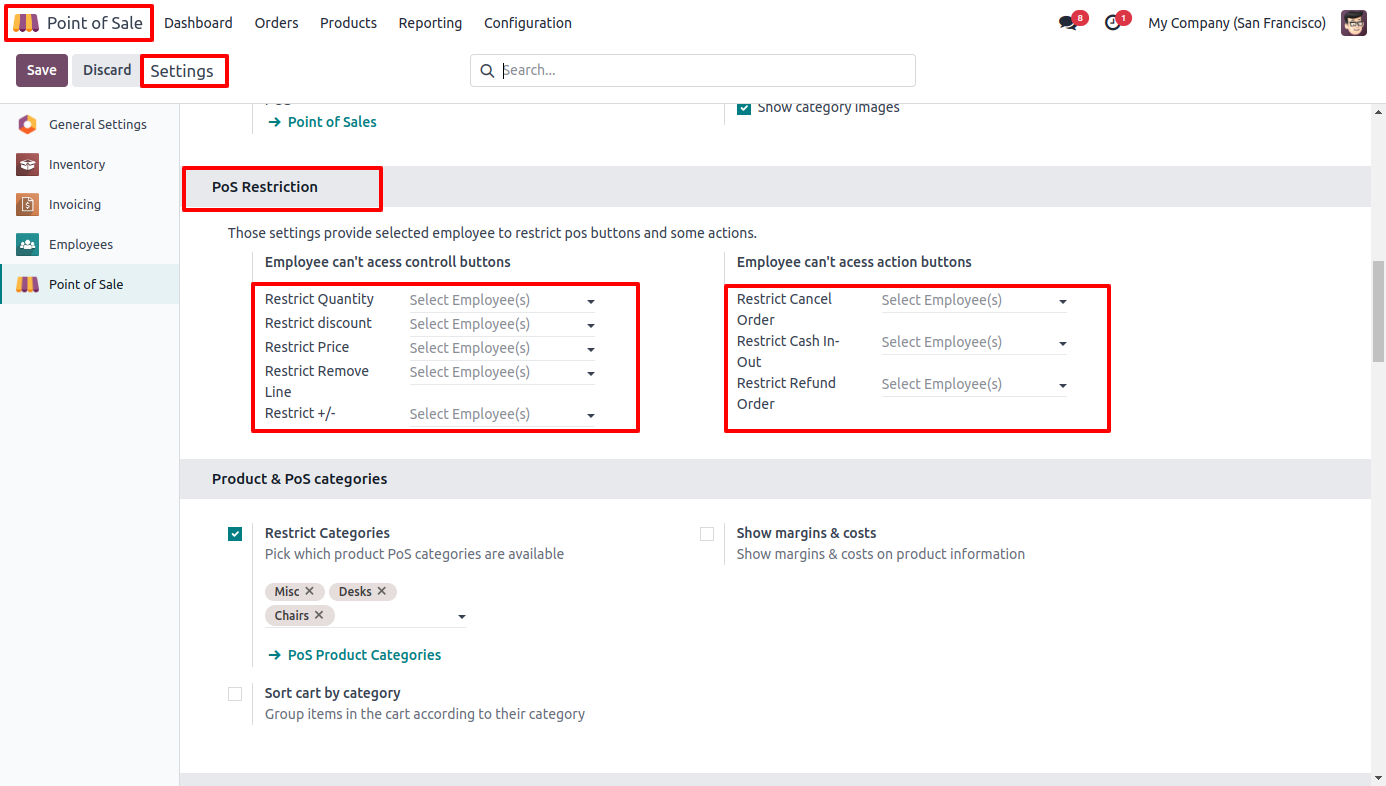 Point of Sale Dashboard Orders Products Reporting Configuration 8 1 My Company (San Francisco)
Save Discard Settings Search...
General Settings
Inventory
Invoicing
Employees
Point of Sale
Point of Sales
Show category images
PoS Restriction
Those settings provide selected employee to restrict pos buttons and some actions.
Employee can't acess controll buttons
Restrict Quantity Select Employee(s)
Restrict discount Select Employee(s)
Restrict Price Select Employee(s)
Restrict Remove Select Employee(s)
Line
Restrict +/- Select Employee(s)
Employee can't acess action buttons
Restrict Cancel Select Employee(s)
Order
Restrict Cash In- Select Employee(s)
Out
Restrict Refund Select Employee(s)
Order
Product & PoS categories
Restrict Categories
Pick which product PoS categories are available
Misc ✕ Desks ✕
Chairs ✕
PoS Product Categories
Show margins & costs
Show margins & costs on product information
Sort cart by category
Group items in the cart according to their category